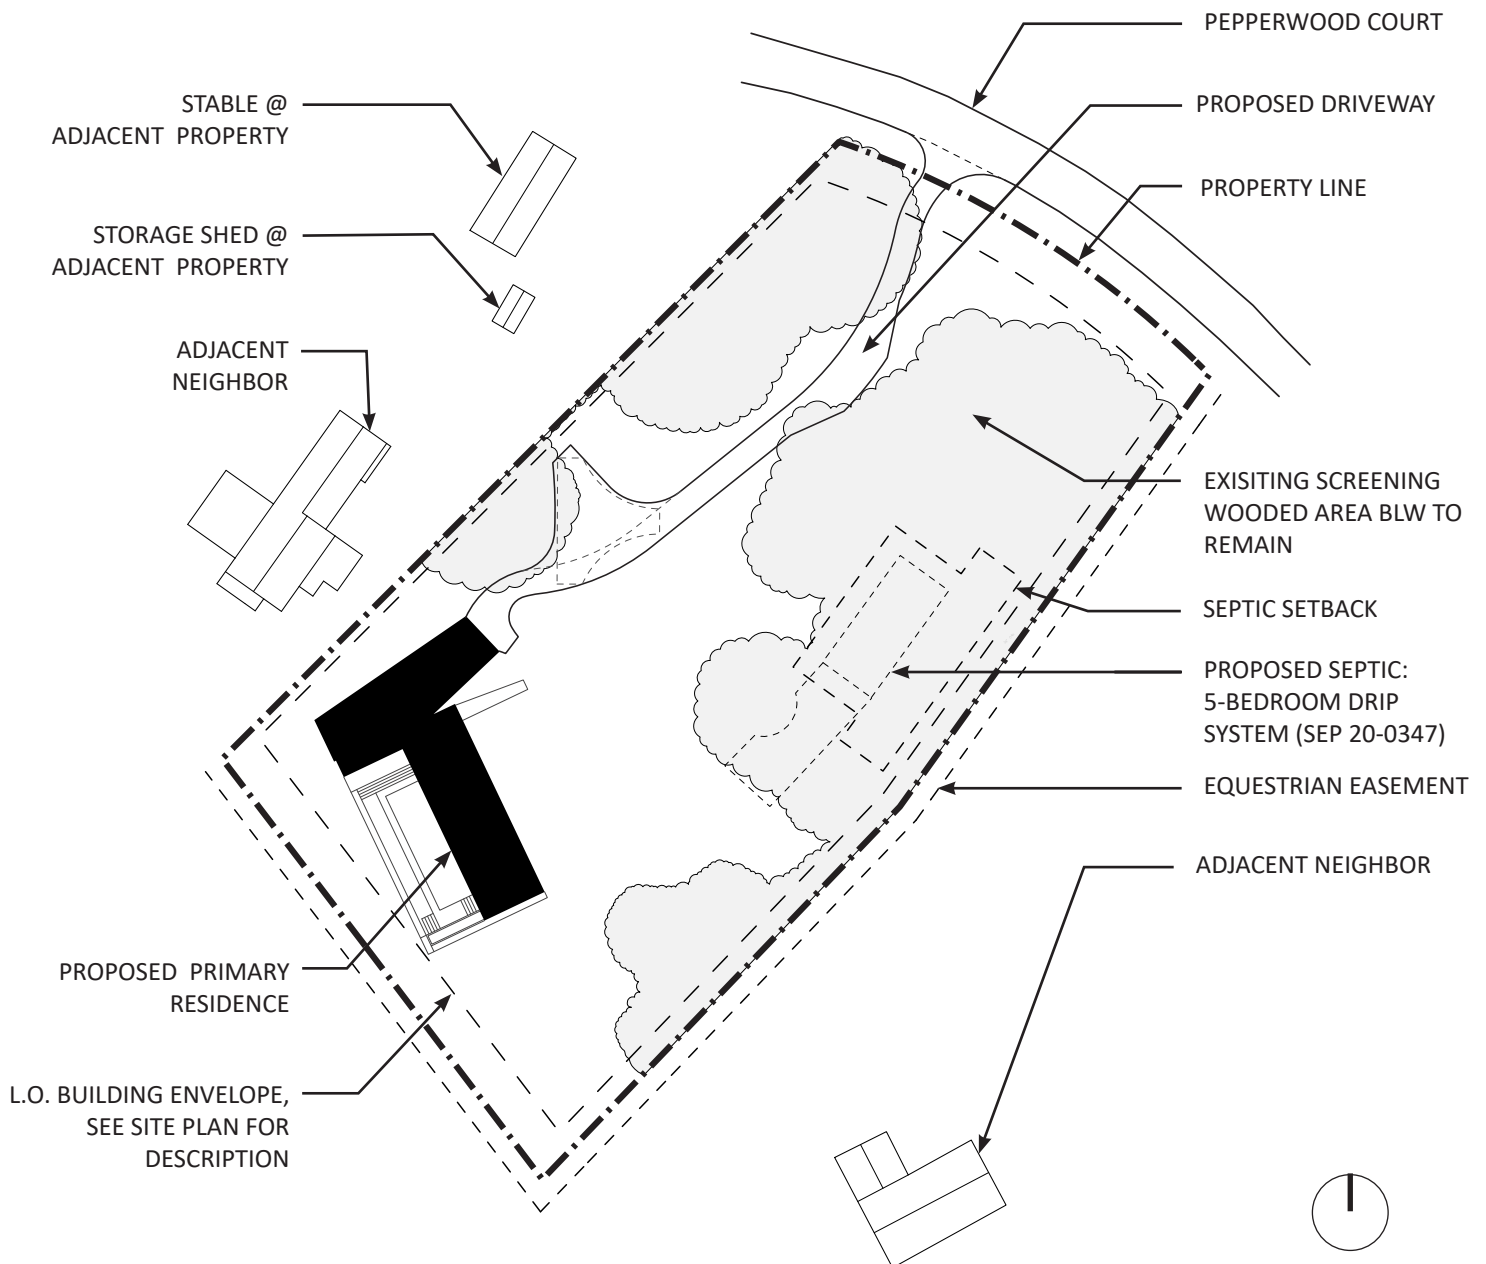 PEPPERWOOD COURT
STABLE @
ADJACENT PROPERTY
PROPOSED DRIVEWAY
PROPERTY LINE
STORAGE SHED @
ADJACENT PROPERTY
ADJACENT
NEIGHBOR
EXISITING SCREENING
WOODED AREA BLW TO
REMAIN
SEPTIC SETBACK
PROPOSED SEPTIC:
5-BEDROOM DRIP
SYSTEM (SEP 20-0347)
EQUESTRIAN EASEMENT
ADJACENT NEIGHBOR
PROPOSED PRIMARY
RESIDENCE
L.O. BUILDING ENVELOPE,
SEE SITE PLAN FOR
DESCRIPTION